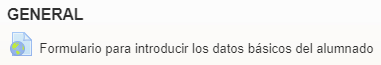 GENERAL
Formulario para introducir los datos básicos del alumnado